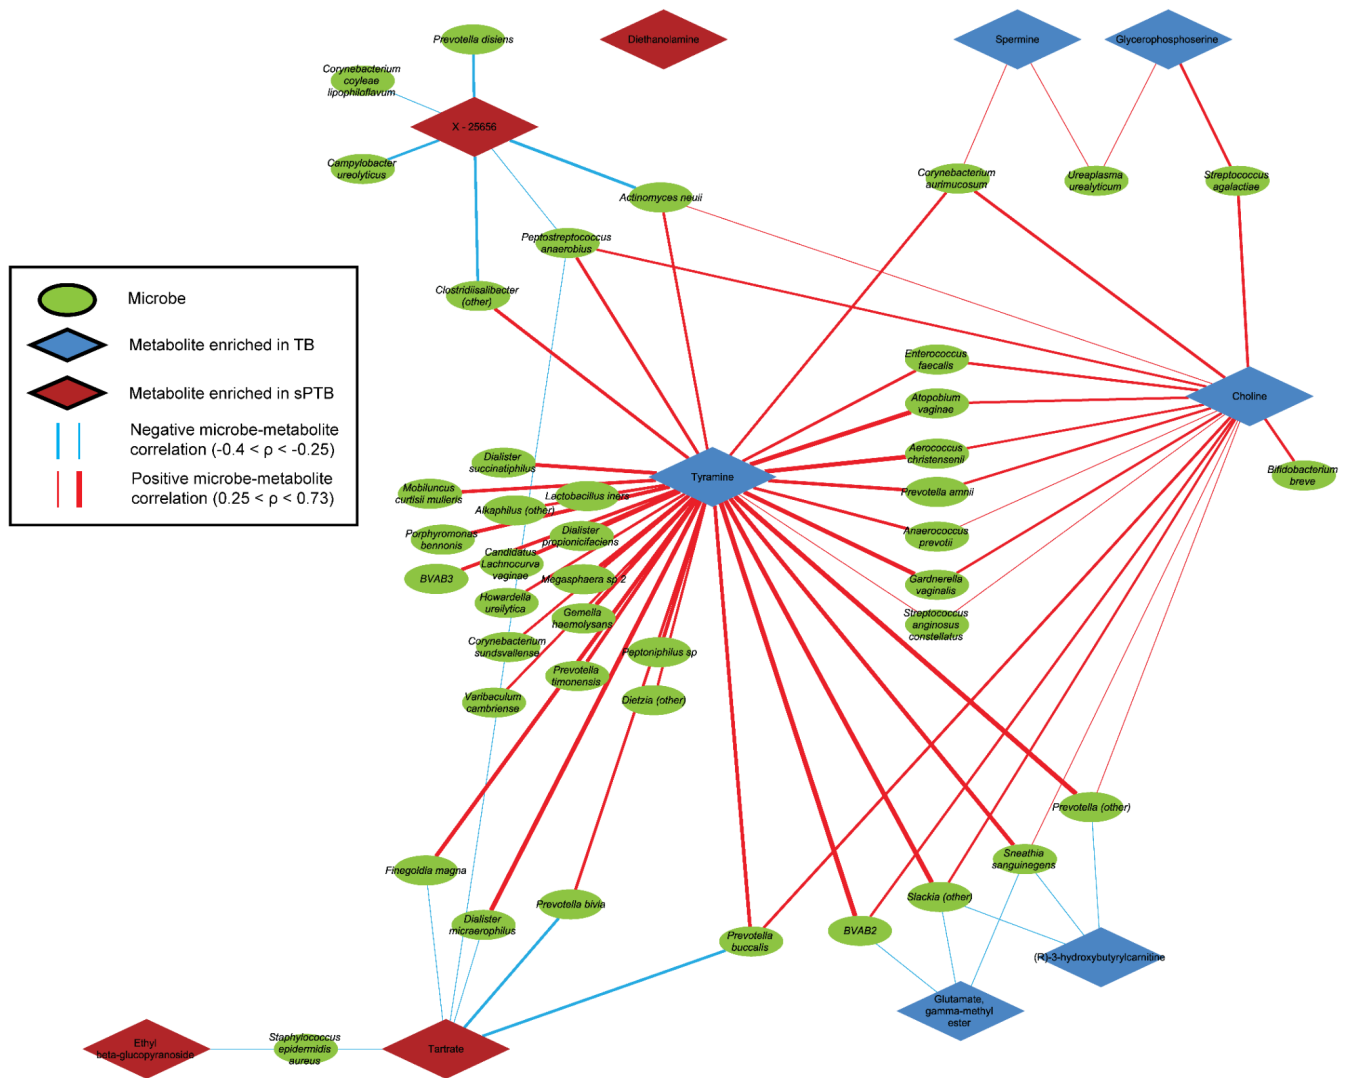 Prevotella disiens
Diethanolamine
Spermine
Glycerophosphoserine
Corynebacterium
coyleae
lipophiloflavum
X - 25656
Campylobacter
ureolyticus
Actinomyces neuii
Corynebacterium
aurimucosum
Ureaplasma
urealyticum
Streptococcus
agalactiae
Peptostreptococcus
anaerobius
Clostridiisalibacter
(other)
Microbe
Metabolite enriched in TB
Metabolite enriched in sPTB
Negative microbe-metabolite
correlation (-0.4 < ρ < -0.25)
Positive microbe-metabolite
correlation (0.25 < ρ < 0.73)
Enterococcus
faecalis
Atopobium
vaginae
Choline
Aerococcus
christensenii
Bifidobacterium
breve
Dialister
succinatiphilus
Tyramine
Mobiluncus
curtisii mulieris
Lactobacillus iners
Prevotella amnii
Alkaphilus (other)
Porphyromonas
bennonis
Dialister
propionicifaciens
Anaerococcus
prevotii
Candidatus
Lachnocurva
vaginae
BVAB3
Megasphaera sp 2
Gardnerella
vaginalis
Howardella
ureilytica
Gemella
haemolysans
Streptococcus
anginosus
constellatus
Corynebacterium
sundsvallense
Peptoniphilus sp
Prevotella
timonensis
Varibaculum
cambriense
Dietzia (other)
Prevotella (other)
Sneathia
sanguinegens
Finegoldia magna
Slackia (other)
Prevotella bivia
Dialister
micraerophilus
BVAB2
Prevotella
buccalis
(R)-3-hydroxybutyrylcarnitine
Glutamate,
gamma-methyl
ester
Ethyl
beta-glucopyranoside
Staphylococcus
epidermidis
aureus
Tartrate